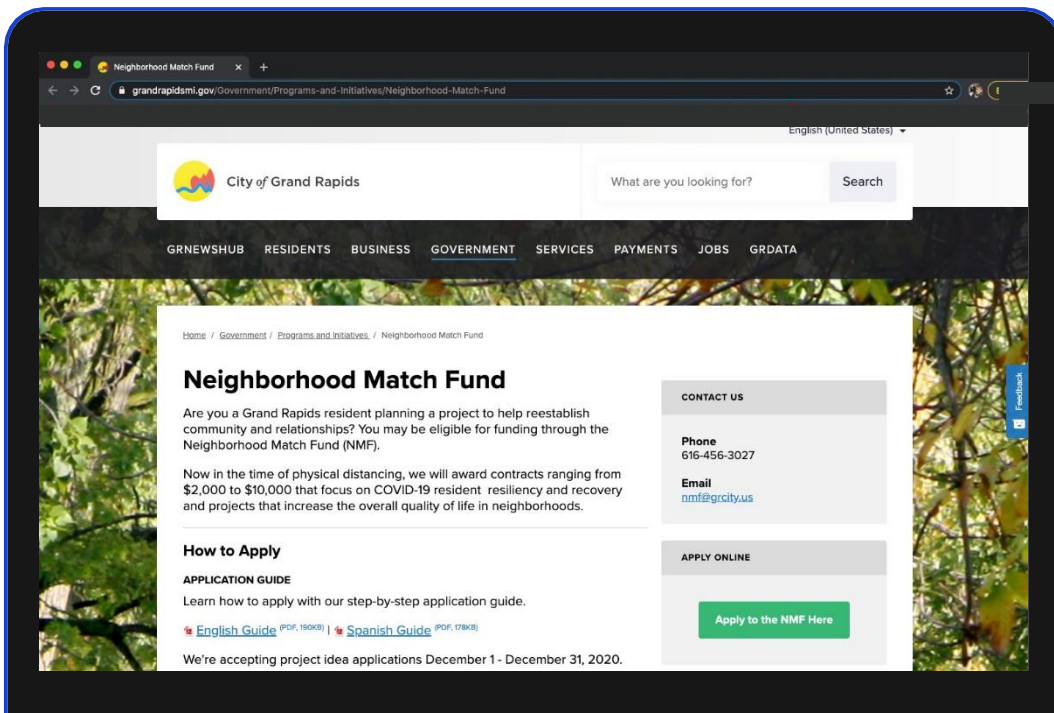 Neighborhood Match Fund
grandrapidsmi.gov/Government/Programs-and-Initiatives/Neighborhood-Match-Fund
English (United States)
City of Grand Rapids
What are you looking for?
Search
GRNEWSHUB RESIDENTS BUSINESS GOVERNMENT SERVICES PAYMENTS JOBS GRDATA
Home / Government / Programs and Initiatives / Neighborhood Match Fund
Neighborhood Match Fund
Are you a Grand Rapids resident planning a project to help reestablish
community and relationships? You may be eligible for funding through the
Neighborhood Match Fund (NMF).
Now in the time of physical distancing, we will award contracts ranging from
$2,000 to $10,000 that focus on COVID-19 resident resiliency and recovery
and projects that increase the overall quality of life in neighborhoods.
How to Apply
APPLICATION GUIDE
Learn how to apply with our step-by-step application guide.
English Guide (PDF, 190KB) | Spanish Guide (PDF, 178KB)
We're accepting project idea applications December 1 - December 31, 2020.
CONTACT US
Phone
616-456-3027
Email
nmf@grcity.us
APPLY ONLINE
Apply to the NMF Here
Feedback